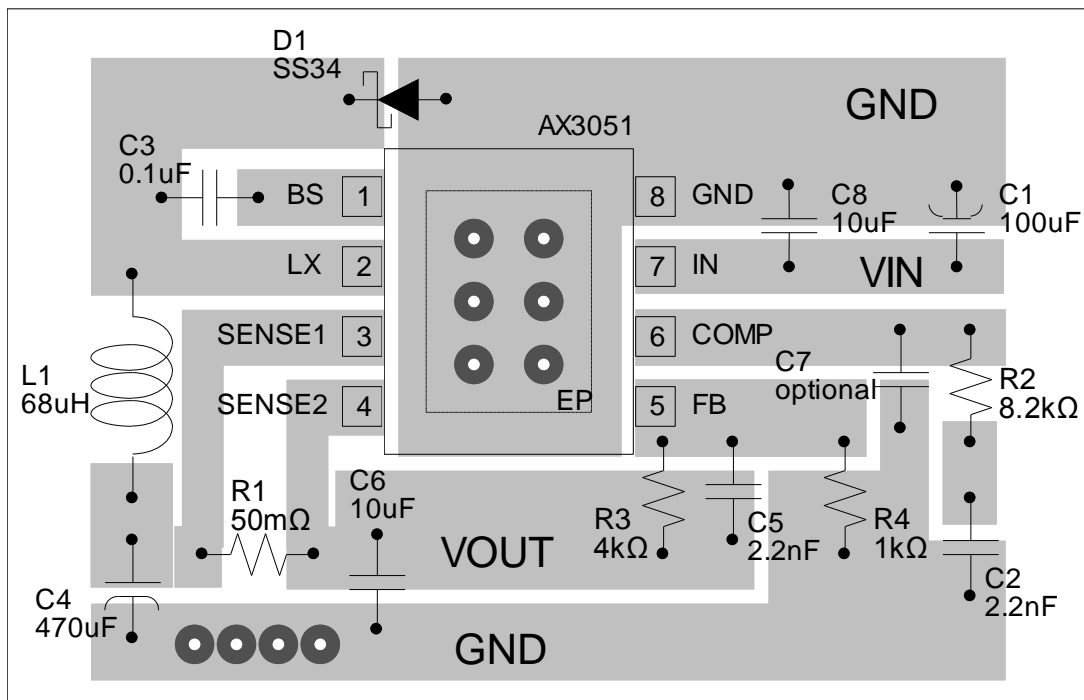 D1
SS34
GND
AX3051
C3
0.1uF
BS
1
8
GND
C8
10uF
C1
100uF
LX
2
7
IN
VIN
SENSE1
3
6
COMP
L1
68uH
C7
optional
R2
8.2kΩ
SENSE2
4
EP
5
FB
R1
50mΩ
C6
10uF
VOUT
R3
4kΩ
C5
2.2nF
R4
1kΩ
C4
470uF
C2
2.2nF
GND